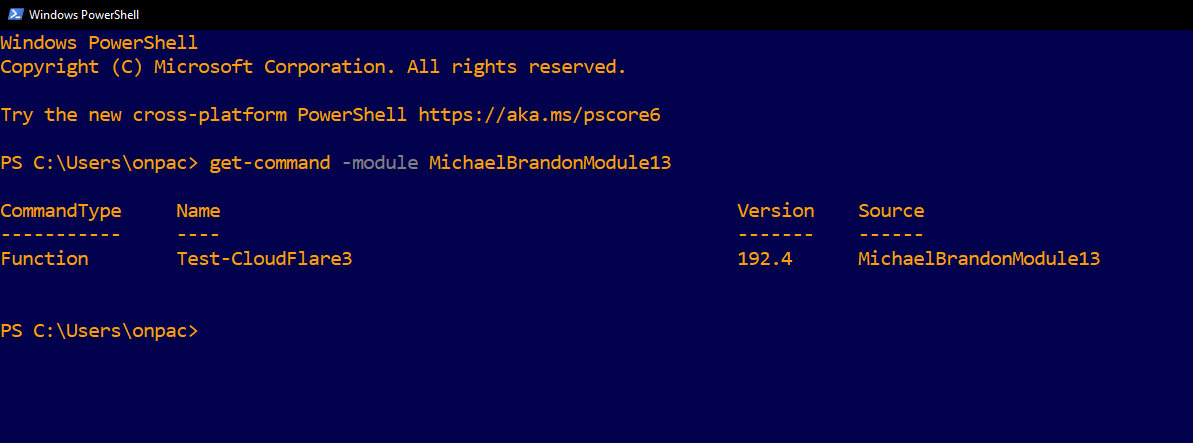 Windows PowerShell
Windows PowerShell
Copyright (C) Microsoft Corporation. All rights reserved.
Try the new cross-platform PowerShell https://aka.ms/pscore6
PS C:\Users\onpac> get-command -module MichaelBrandonModule13
CommandType     Name                                               Version    Source
-----------     ----                                               -------    ------
Function        Test-CloudFlare3                                   192.4      MichaelBrandonModule13
PS C:\Users\onpac>